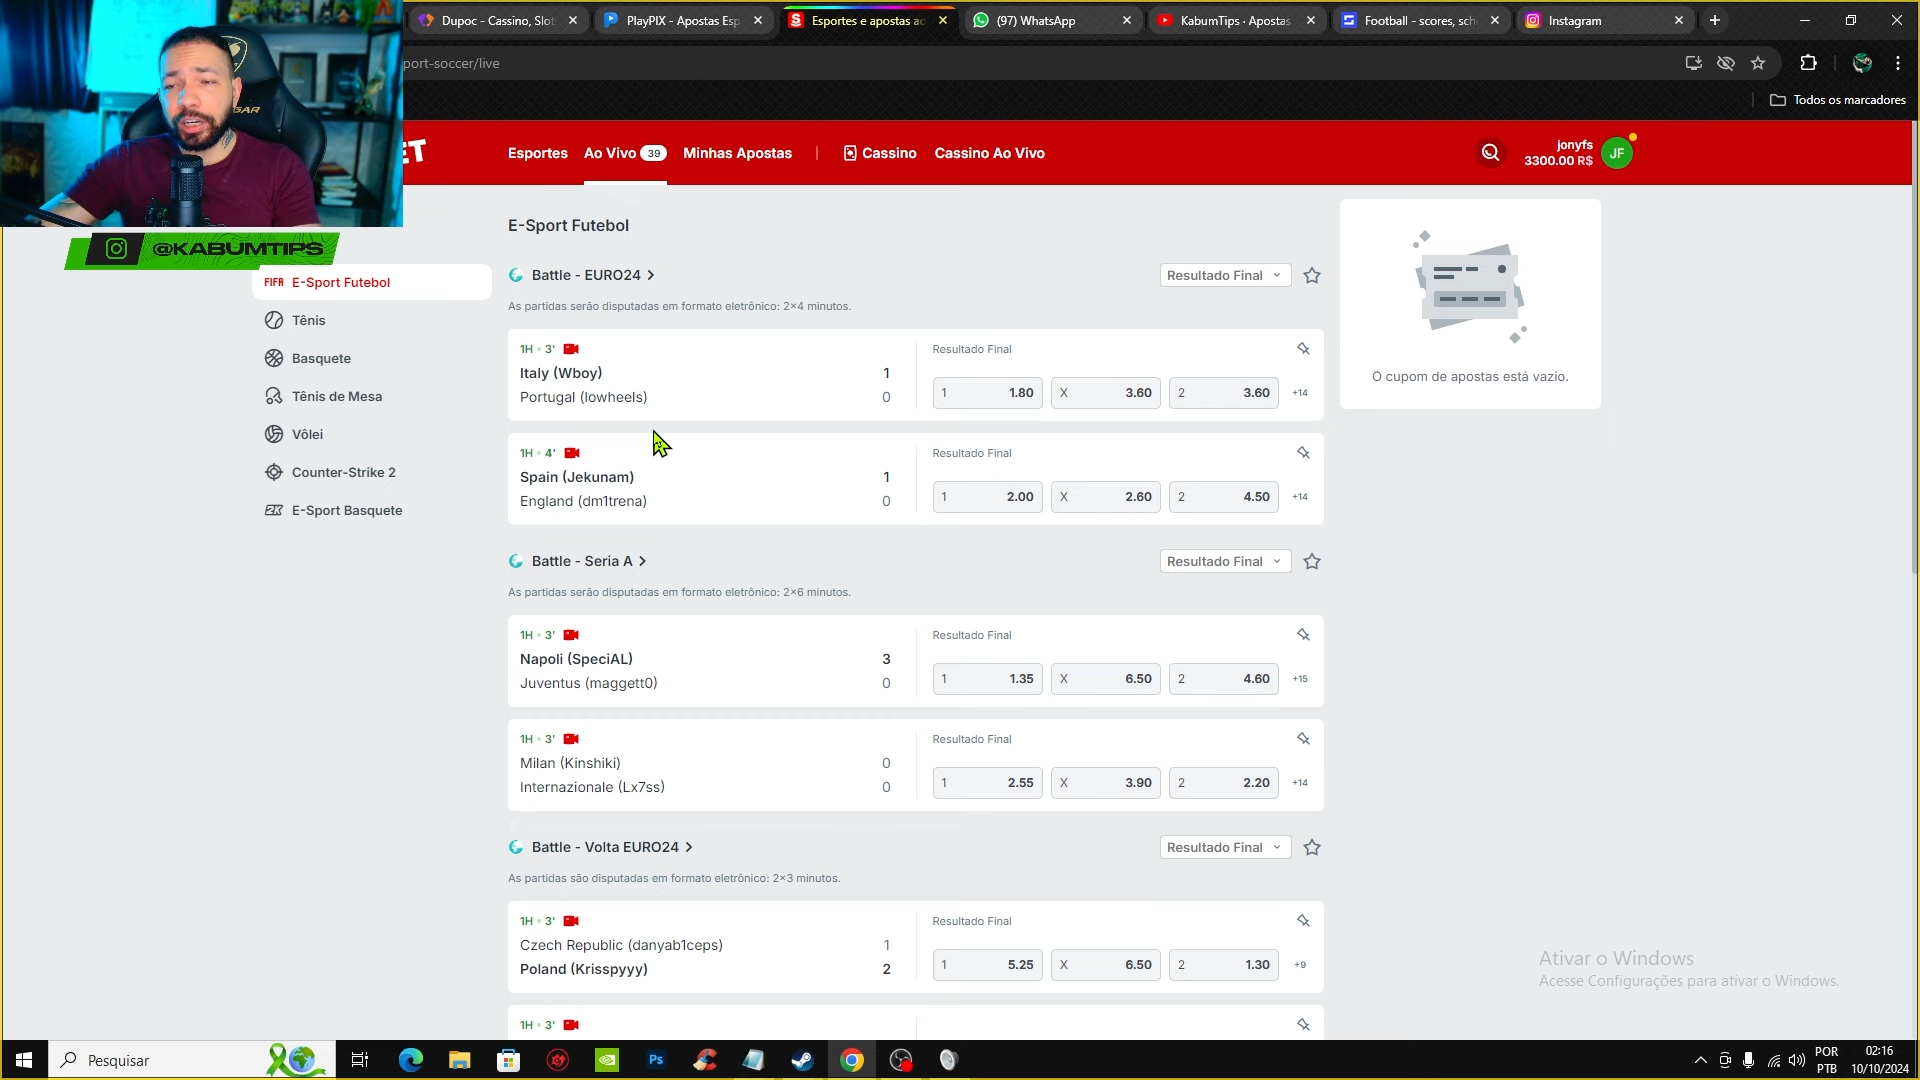 Dupoc - Cassino, Slot
PlayPIX - Apostas Esp
Esportes e apostas ao
(97) WhatsApp
KabumTips · Apostas
Football - scores, sch
Instagram
port-soccer/live
Todos os marcadores
ET
Esportes
Ao Vivo 39
Minhas Apostas
Cassino
Cassino Ao Vivo
jonyfs
3300.00 R$
JF
@KABUMTIPS
FIFA E-Sport Futebol
Tênis
Basquete
Tênis de Mesa
Vôlei
Counter-Strike 2
E-Sport Basquete
E-Sport Futebol
Battle - EURO24
Resultado Final
As partidas serão disputadas em formato eletrônico: 2x4 minutos.
1H • 3'
Resultado Final
Italy (Wboy) 1
Portugal (lowheels) 0
1 1.80 X 3.60 2 3.60 +14
1H • 4'
Resultado Final
Spain (Jekunam) 1
England (dm1trena) 0
1 2.00 X 2.60 2 4.50 +14
Battle - Seria A
Resultado Final
As partidas serão disputadas em formato eletrônico: 2x6 minutos.
1H • 3'
Resultado Final
Napoli (SpeciAL) 3
Juventus (maggett0) 0
1 1.35 X 6.50 2 4.60 +15
1H • 3'
Resultado Final
Milan (Kinshiki) 0
Internazionale (Lx7ss) 0
1 2.55 X 3.90 2 2.20 +14
Battle - Volta EURO24
Resultado Final
As partidas são disputadas em formato eletrônico: 2x3 minutos.
1H • 3'
Resultado Final
Czech Republic (danyab1ceps) 1
Poland (Krisspyyy) 2
1 5.25 X 6.50 2 1.30 +9
1H • 3'
O cupom de apostas está vazio.
Ativar o Windows
Acesse Configurações para ativar o Windows.
Pesquisar
Ps
POR
PTB
02:16
10/10/2024